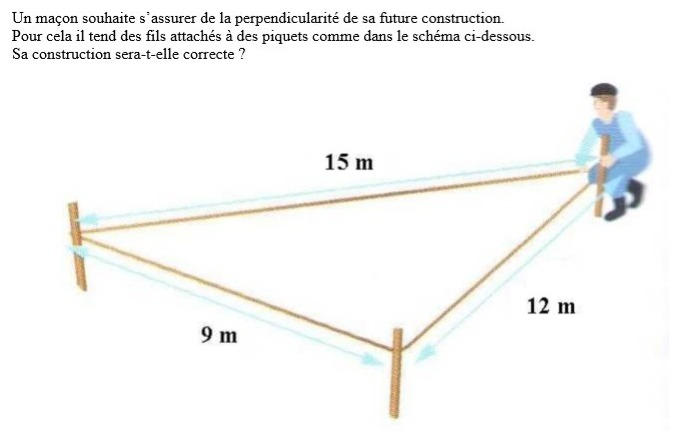 Un maçon souhaite s'assurer de la perpendicularité de sa future construction.
Pour cela il tend des fils attachés à des piquets comme dans le schéma ci-dessous.
Sa construction sera-t-elle correcte ?
15 m
12 m
9 m